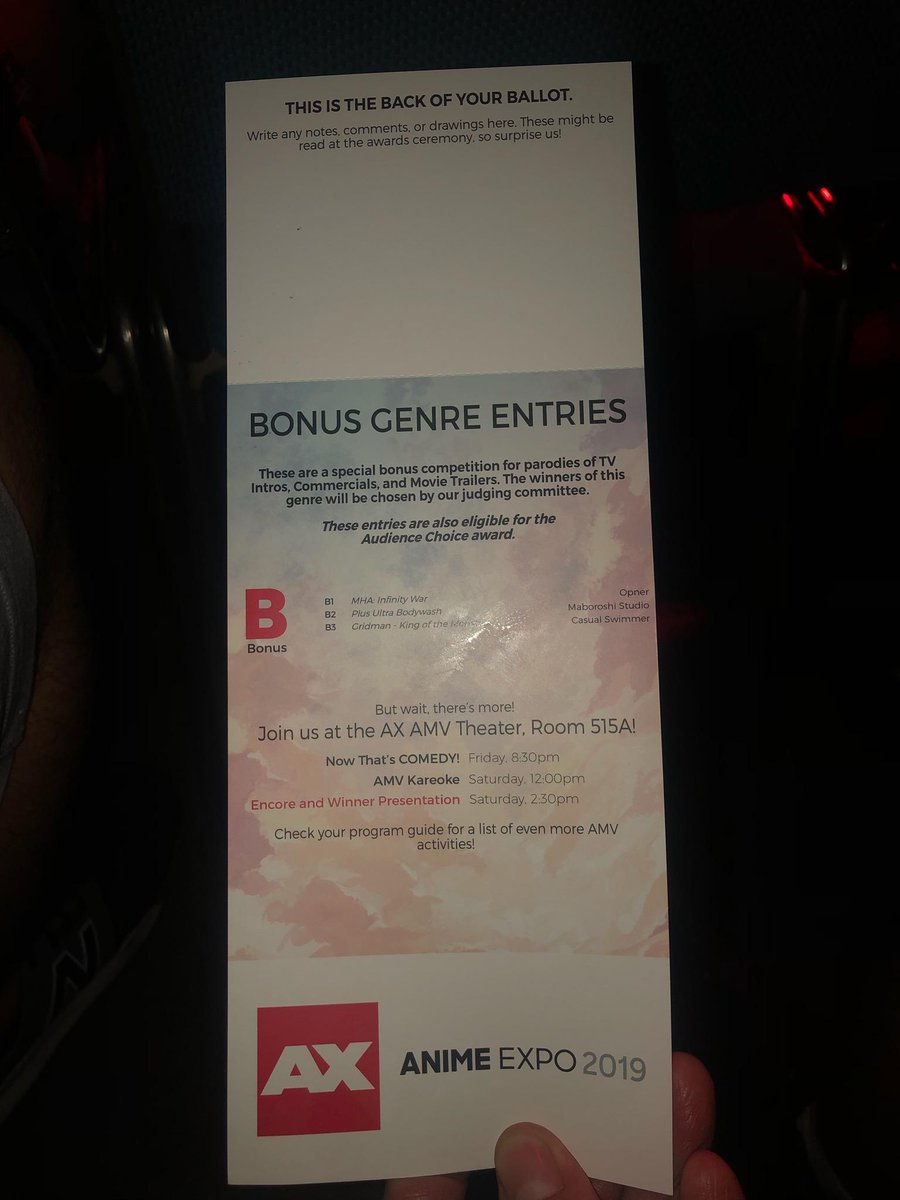 THIS IS THE BACK OF YOUR BALLOT.
Write any notes, comments, or drawings here. These might be
read at the awards ceremony, so surprise us!
BONUS GENRE ENTRIES
These are a special bonus competition for parodies of TV
Intros, Commercials, and Movie Trailers. The winners of this
genre will be chosen by our judging committee.
These entries are also eligible for the
Audience Choice award.
B
Bonus
B1 MHA: Infinity War Opner
B2 Plus Ultra Bodywash Maboroshi Studio
B3 Gridman - King of the Casual Swimmer
But wait, there's more!
Join us at the AX AMV Theater, Room 515A!
Now That's COMEDY! Friday, 8:30pm
AMV Kareoke Saturday, 12:00pm
Encore and Winner Presentation Saturday, 2:30pm
Check your program guide for a list of even more AMV
activities!
AX
ANIME EXPO 2019
N